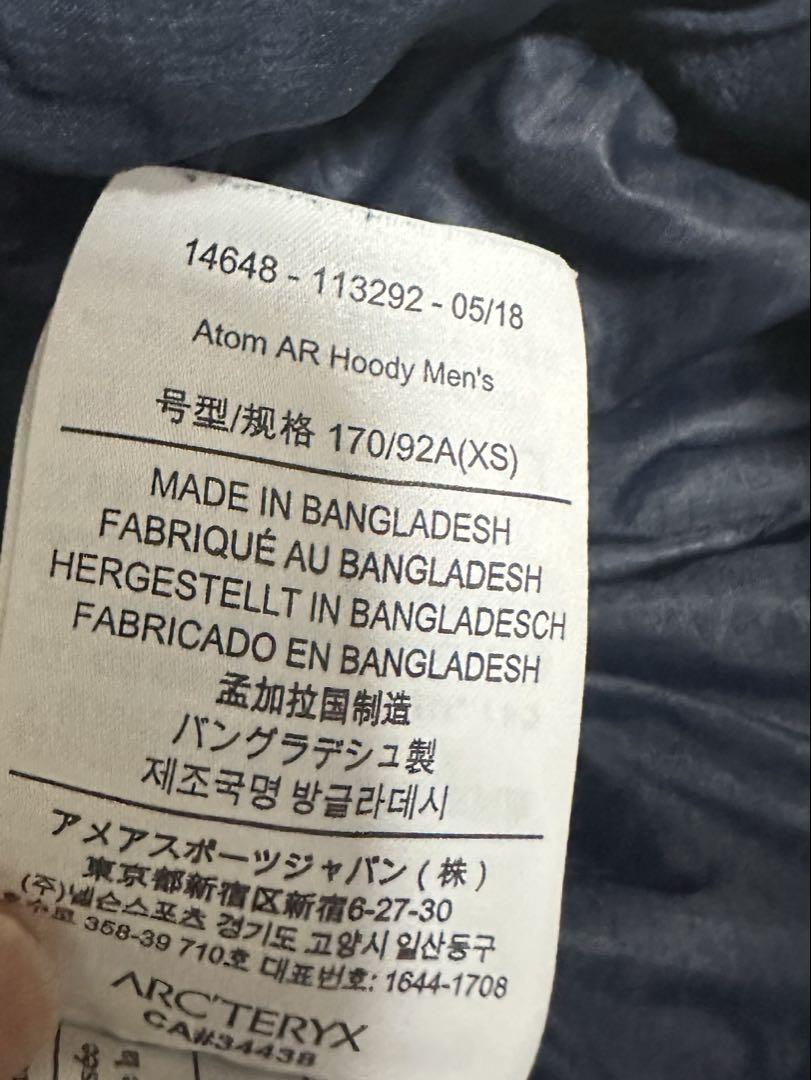 14648 - 113292 - 05/18
Atom AR Hoody Men's
号型/规格 170/92A(XS)
MADE IN BANGLADESH
FABRIQUÉ AU BANGLADESH
HERGESTELLT IN BANGLADESCH
FABRICADO EN BANGLADESH
孟加拉国制造
バングラデシュ製
제조국명 방글라데시
アメアスポーツジャパン(株)
東京都新宿区新宿6-27-30
(주)넬슨스포츠 경기도 고양시 일산동구
358-39 710호 대표번호: 1644-1708
ARC'TERYX
CA#34438